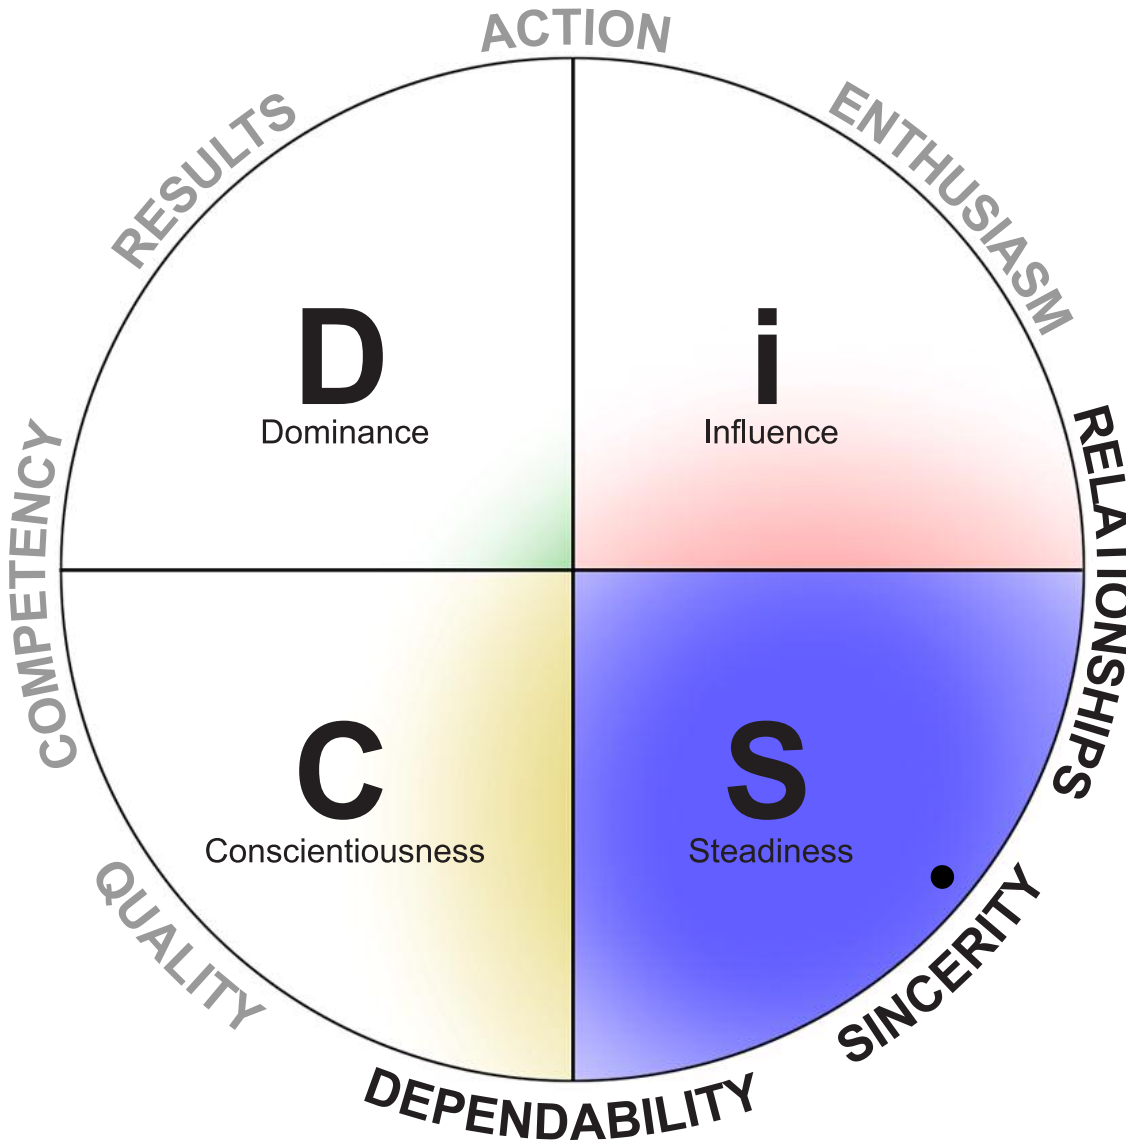 ACTION
RESULTS
ENTHUSIASM
D
Dominance
i
Influence
COMPETENCY
RELATIONSHIPS
C
Conscientiousness
S
Steadiness
QUALITY
SINCERITY
DEPENDABILITY